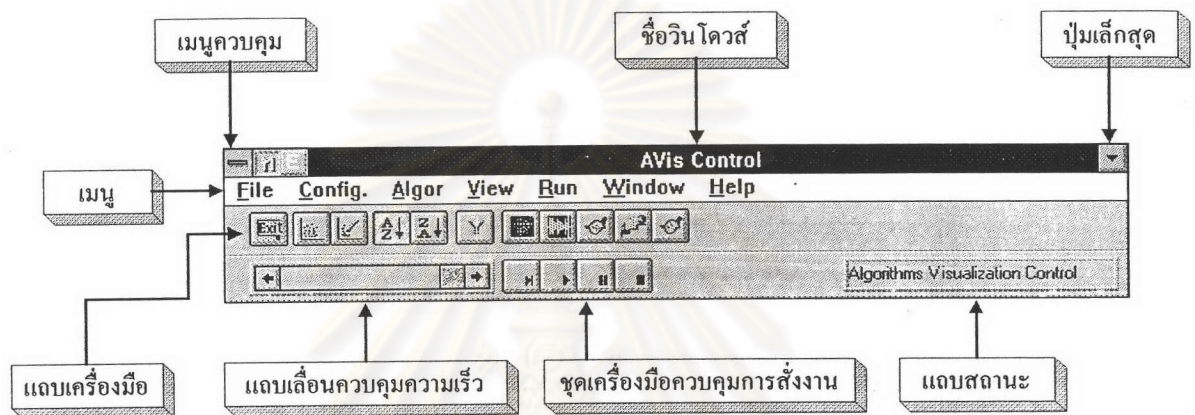 เมนูควบคุม
ชื่อวินโดวส์
ปุ่มเล็กสุด
AVis Control
เมนู
File Config. Algor View Run Window Help
Exit A Z Z A
Algorithms Visualization Control
แถบเครื่องมือ
แถบเลื่อนควบคุมความเร็ว
ชุดเครื่องมือควบคุมการสั่งงาน
แถบสถานะ